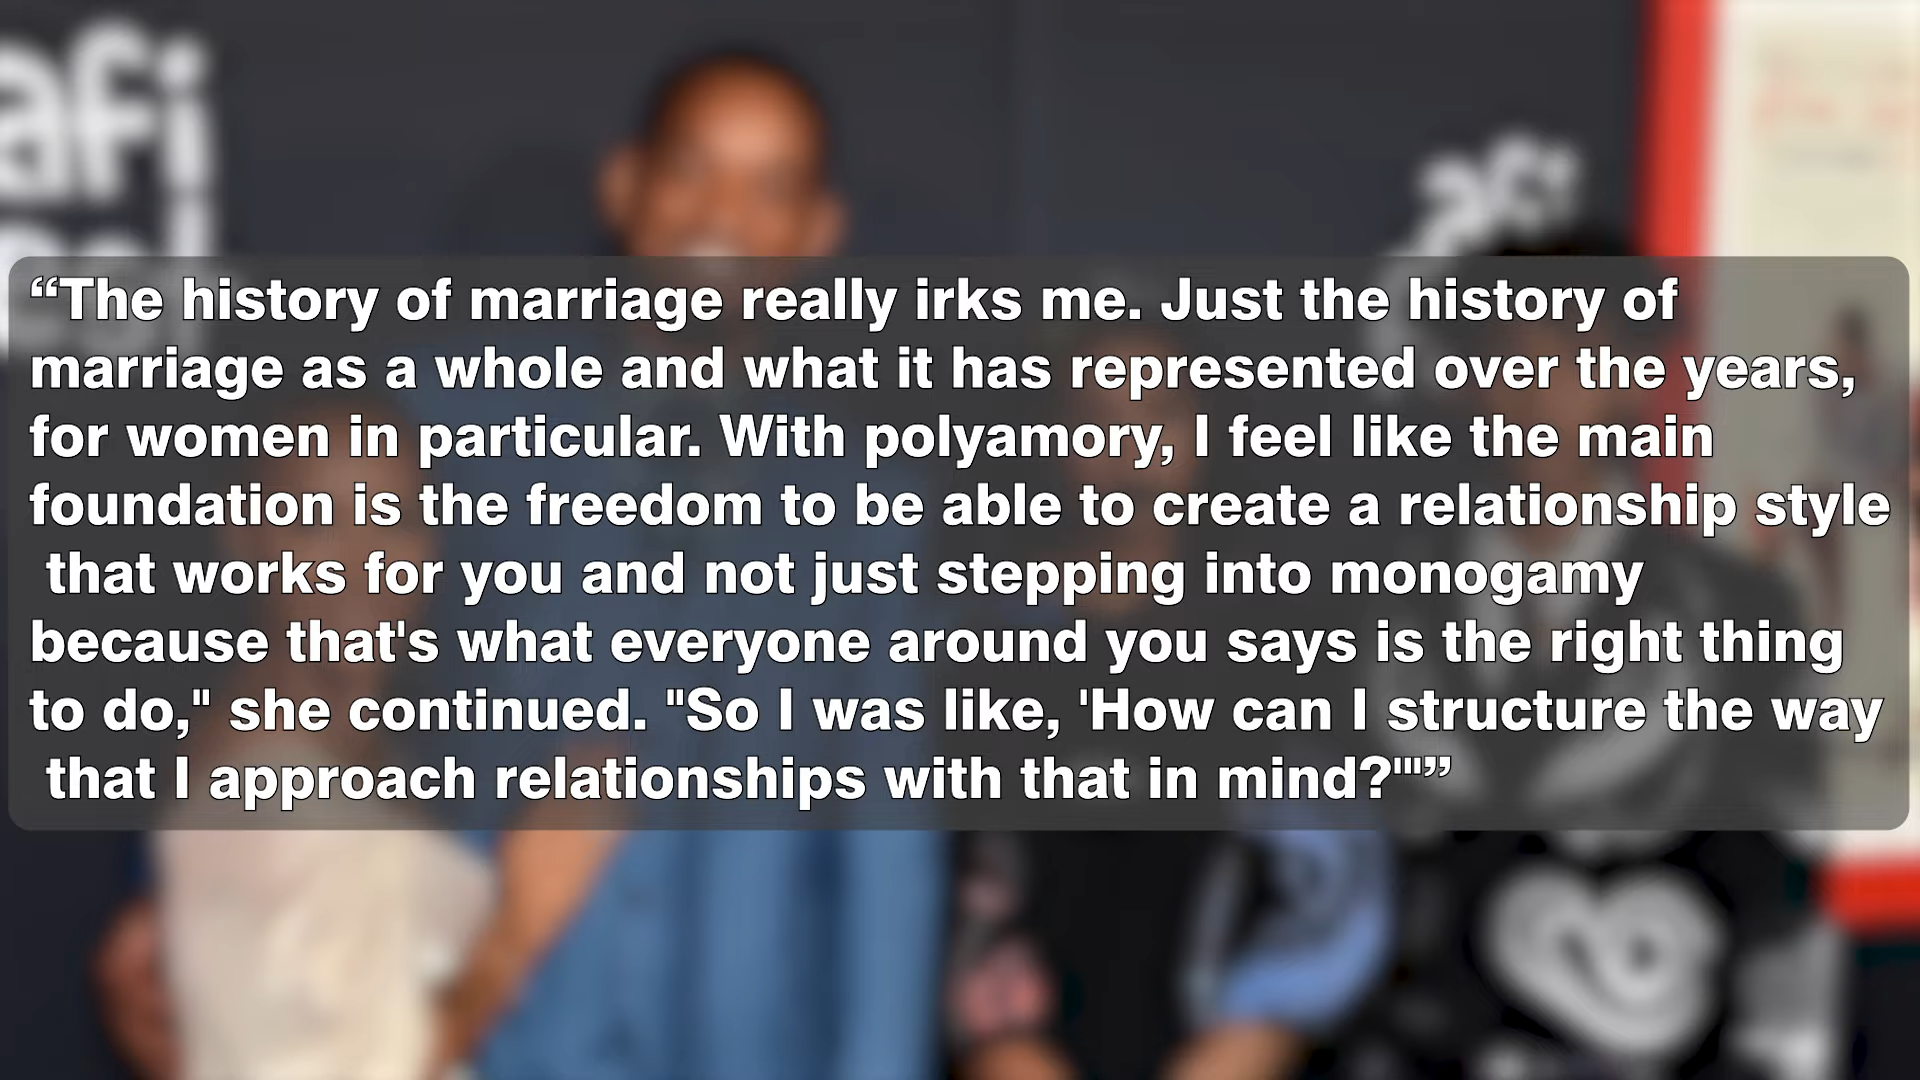 afi
afi
“The history of marriage really irks me. Just the history of
marriage as a whole and what it has represented over the years,
for women in particular. With polyamory, I feel like the main
foundation is the freedom to be able to create a relationship style
that works for you and not just stepping into monogamy
because that's what everyone around you says is the right thing
to do," she continued. "So I was like, 'How can I structure the way
that I approach relationships with that in mind?'"”